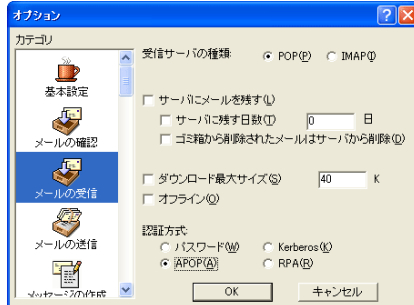 オプション
カテゴリ
基本設定
メールの確認
メールの受信
メールの送信
メッセージの作成
受信サーバの種類: POP(P) IMAP(I)
サーバにメールを残す(L)
サーバに残す日数(T) 0 日
ゴミ箱から削除されたメールはサーバから削除(D)
ダウンロード最大サイズ(S) 40 K
オフライン(O)
認証方式:
パスワード(W) Kerberos(K)
APOP(A) RPA(R)
OK キャンセル